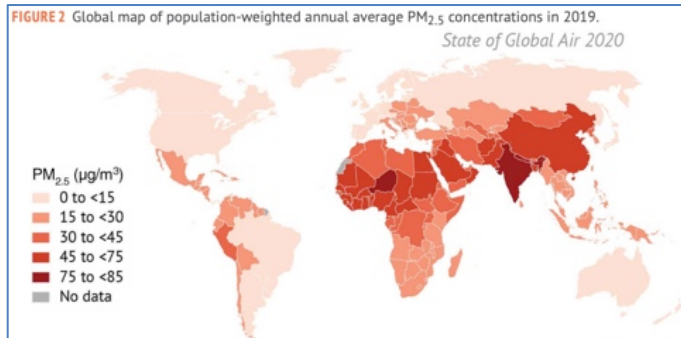 FIGURE 2 Global map of population-weighted annual average PM2.5 concentrations in 2019.
State of Global Air 2020
PM2.5 (µg/m³)
0 to <15
15 to <30
30 to <45
45 to <75
75 to <85
No data